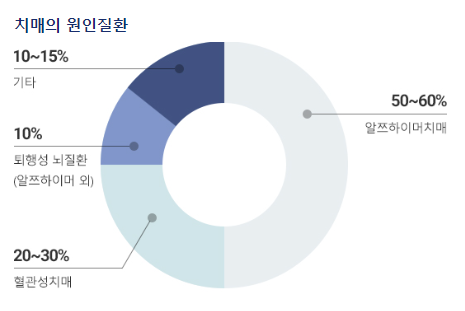 치매의 원인질환
10~15%
기타
50~60%
알쯔하이머치매
10%
퇴행성 뇌질환
(알쯔하이머 외)
20~30%
혈관성치매